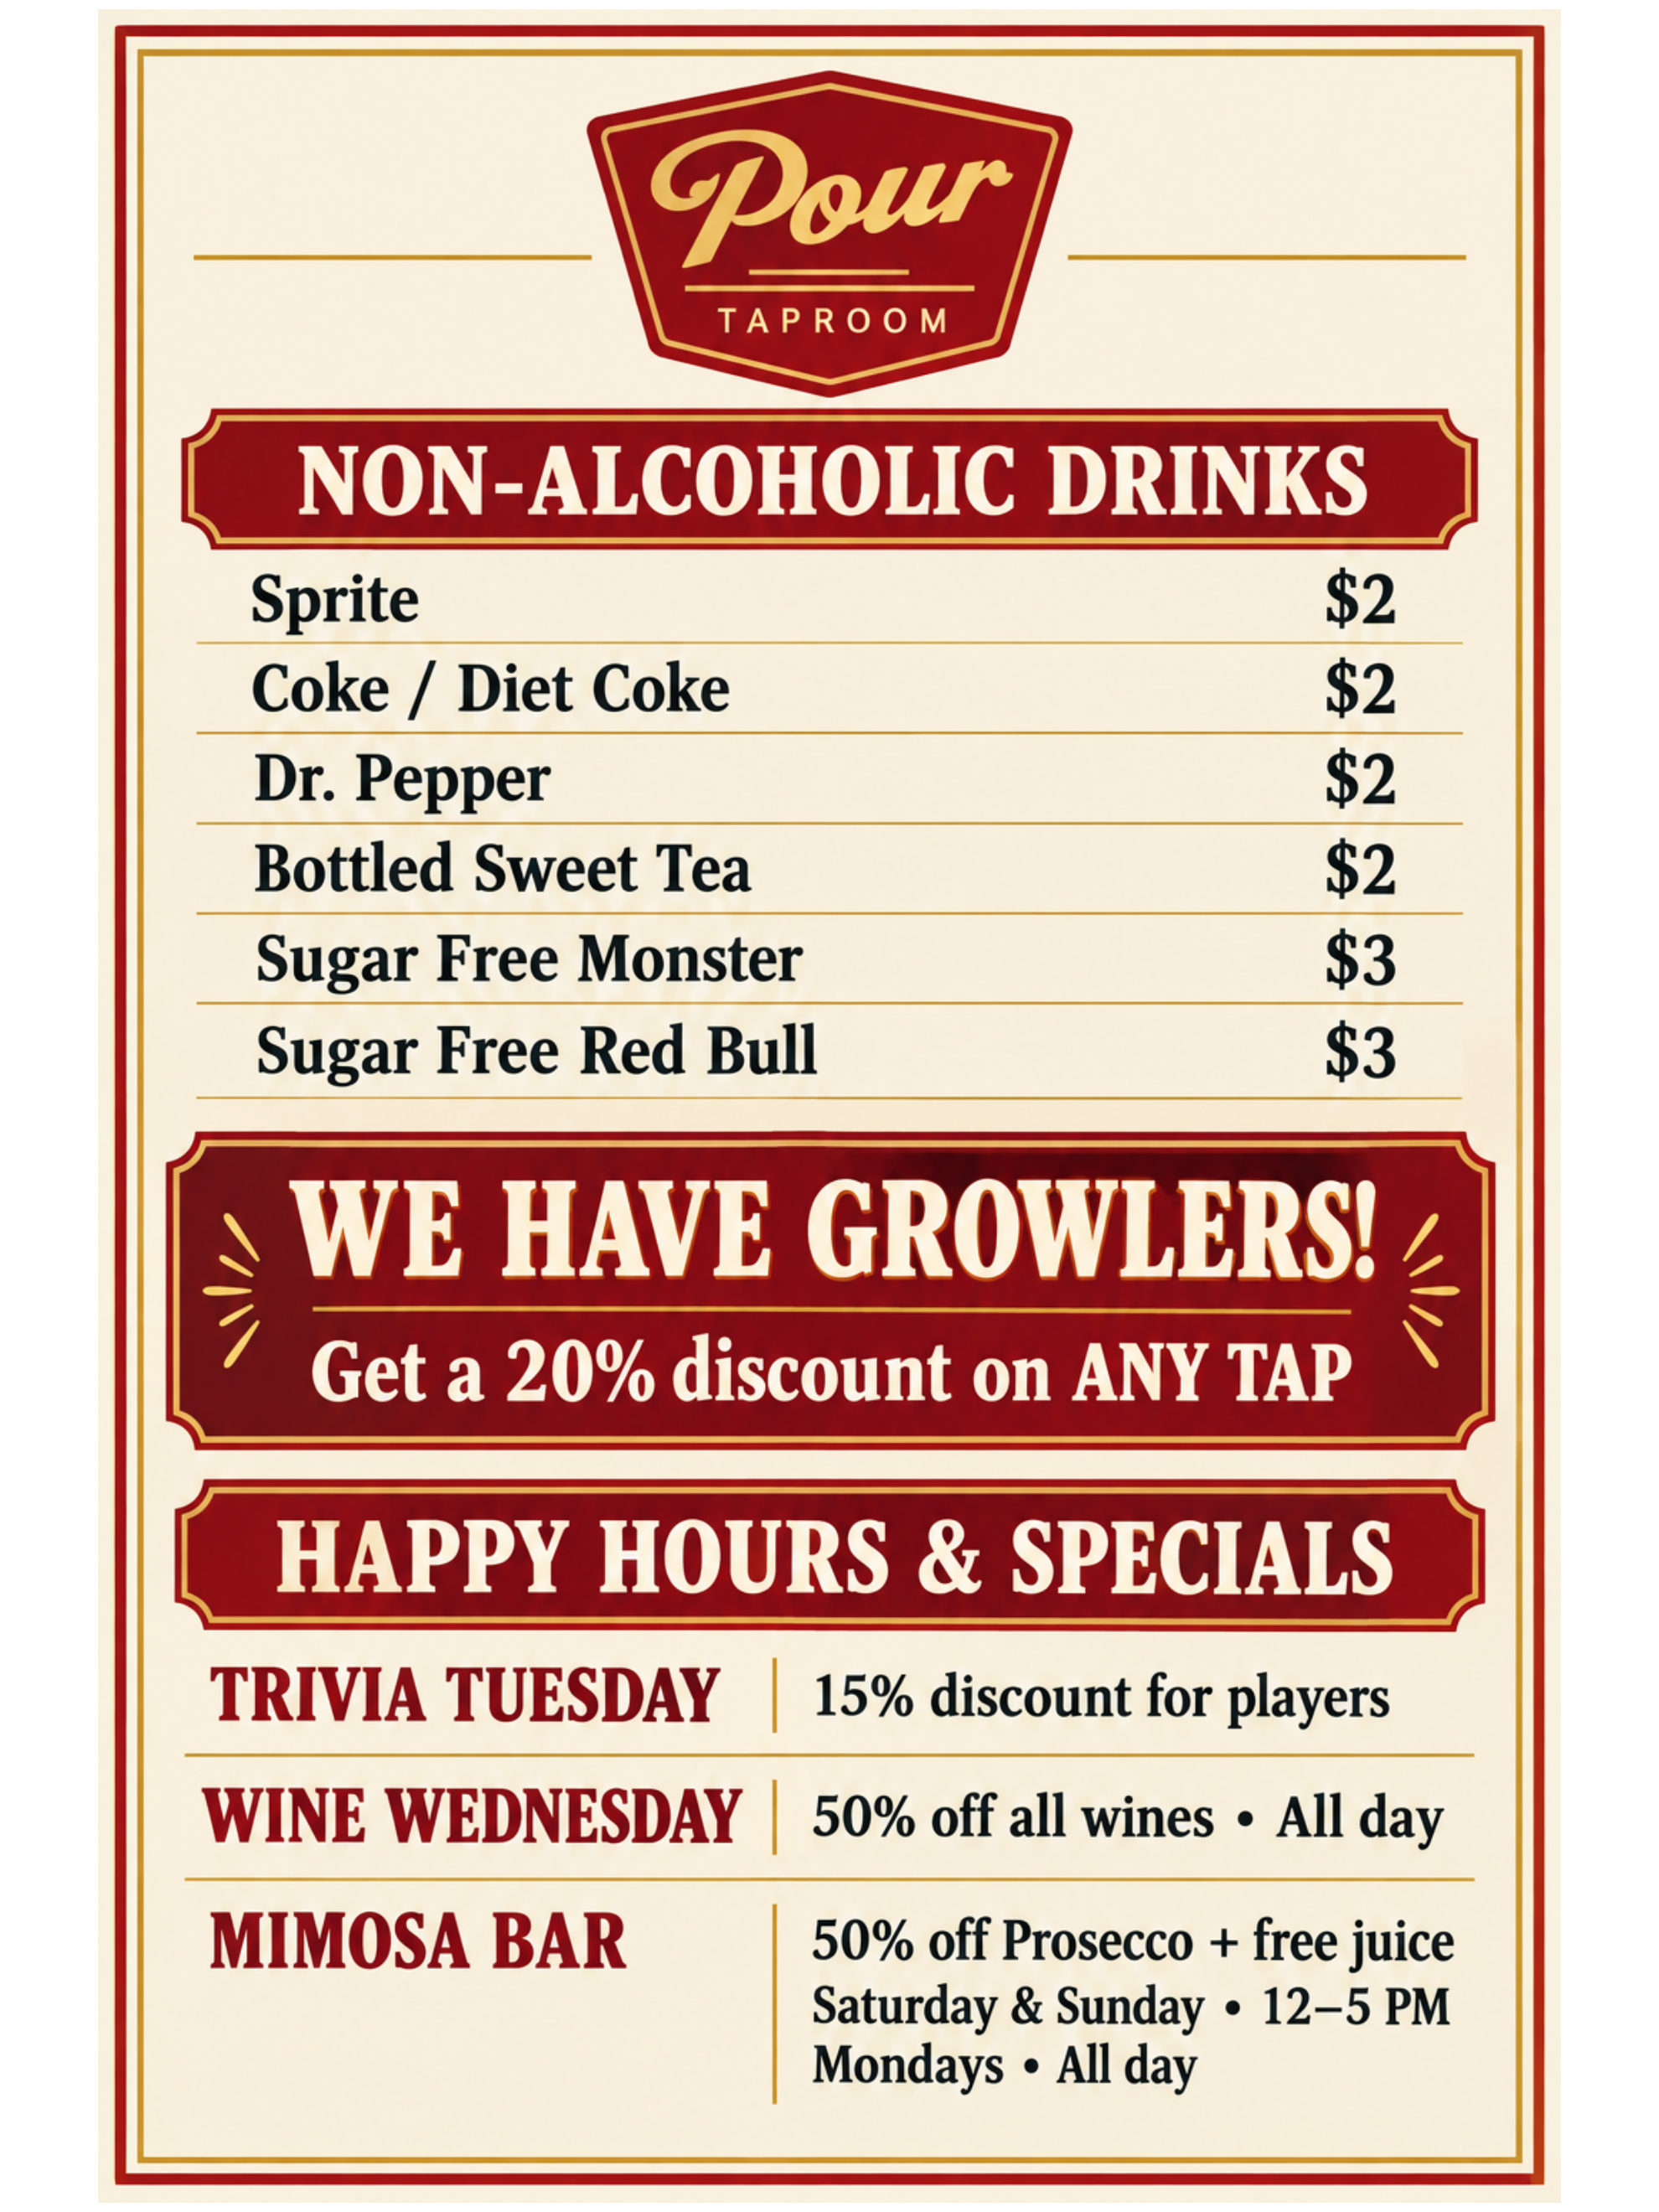 Pour
TAPROOM
NON-ALCOHOLIC DRINKS
Sprite $2
Coke / Diet Coke $2
Dr. Pepper $2
Bottled Sweet Tea $2
Sugar Free Monster $3
Sugar Free Red Bull $3
WE HAVE GROWLERS!
Get a 20% discount on ANY TAP
HAPPY HOURS & SPECIALS
TRIVIA TUESDAY 15% discount for players
WINE WEDNESDAY 50% off all wines • All day
MIMOSA BAR 50% off Prosecco + free juice
Saturday & Sunday • 12–5 PM
Mondays • All day